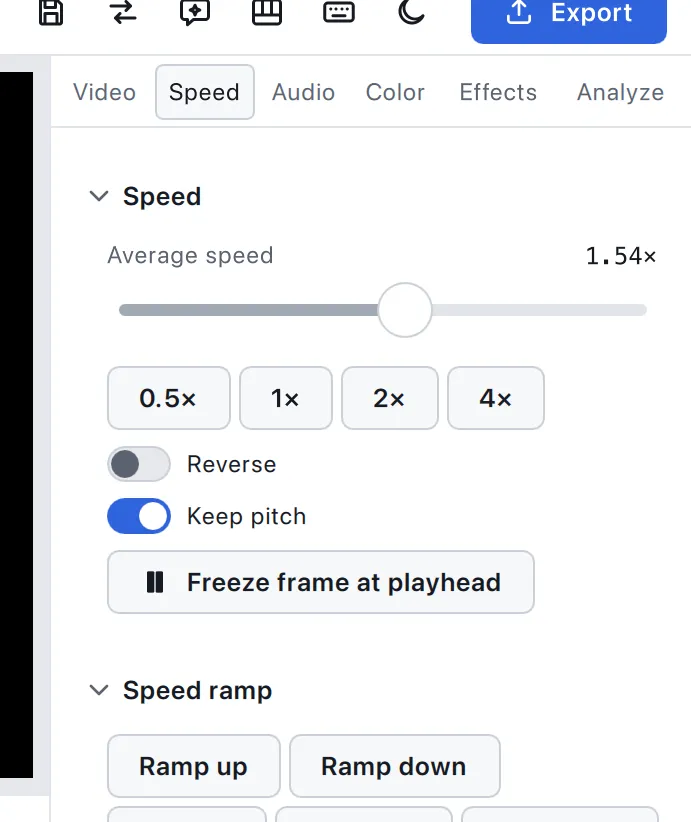 Export
Video Speed Audio Color Effects Analyze
Speed
Average speed 1.54×
0.5× 1× 2× 4×
Reverse
Keep pitch
Freeze frame at playhead
Speed ramp
Ramp up Ramp down